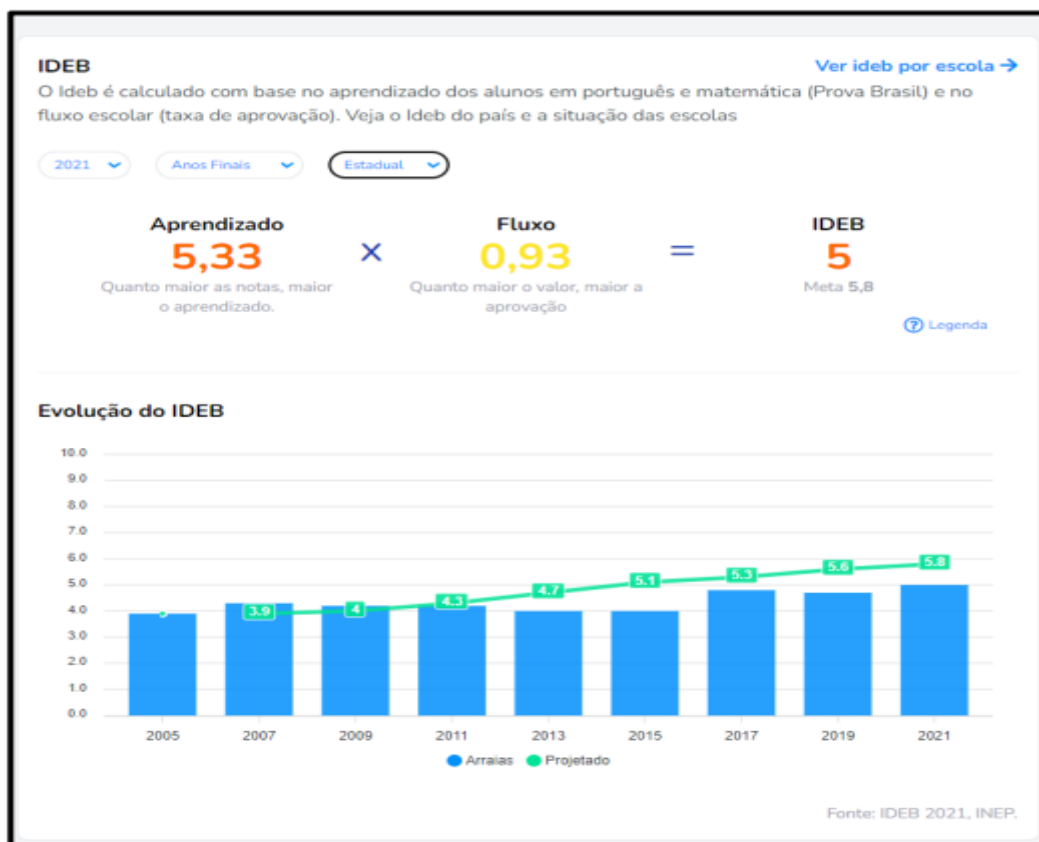 IDEB
Ver ideb por escola →
O Ideb é calculado com base no aprendizado dos alunos em português e matemática (Prova Brasil) e no
fluxo escolar (taxa de aprovação). Veja o Ideb do país e a situação das escolas
2021 Anos Finais Estadual
Aprendizado Fluxo IDEB
5,33 × 0,93 = 5
Quanto maior as notas, maior Quanto maior o valor, maior a Meta 5,8
o aprendizado. aprovação
? Legenda
Evolução do IDEB
10.0
9.0
8.0
7.0
6.0
5.0
4.0
3.0
2.0
1.0
0.0
3.9 4 4.3 4.7 5.1 5.3 5.6 5.8
2005 2007 2009 2011 2013 2015 2017 2019 2021
Arraias Projetado
Fonte: IDEB 2021, INEP.